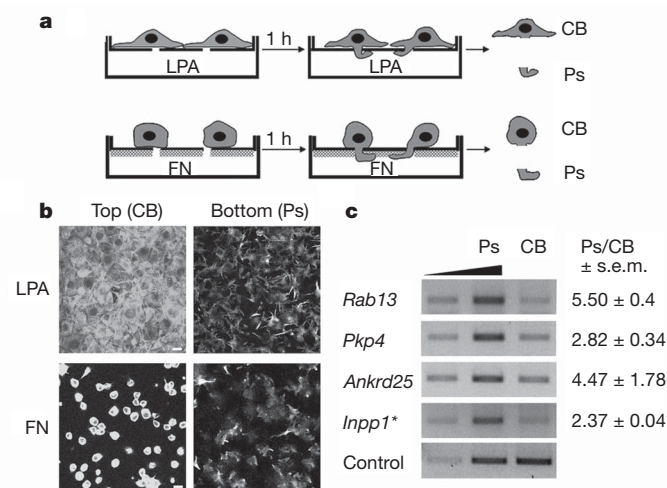 a
1 h
CB
LPA
LPA
Ps
1 h
CB
FN
FN
Ps
b
Top (CB) Bottom (Ps)
LPA
FN
c
Ps CB Ps/CB
± s.e.m.
Rab13 5.50 ± 0.4
Pkp4 2.82 ± 0.34
Ankrd25 4.47 ± 1.78
Inpp1* 2.37 ± 0.04
Control